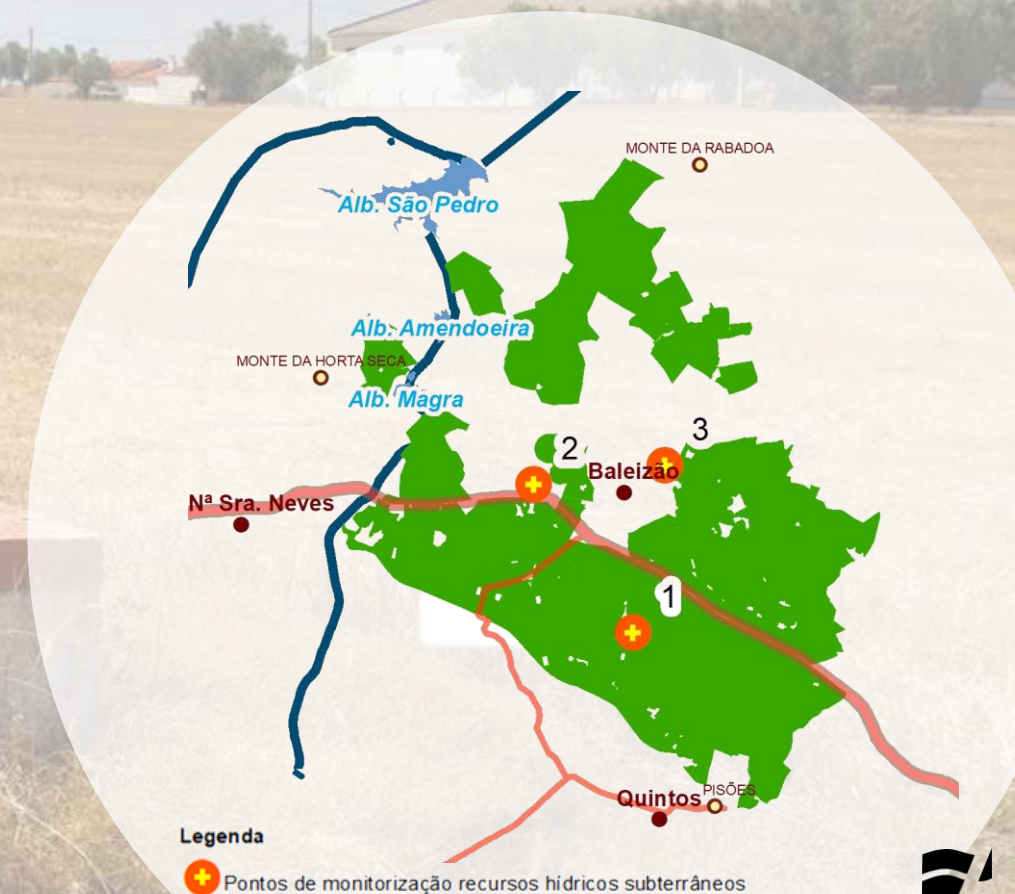 MONTE DA RABADOA
Alb. São Pedro
Alb. Amendoeira
MONTE DA HORTA SECA
Alb. Magra
3
2
Baleizão
Nª Sra. Neves
1
Quintos
PISÕES
Legenda
Pontos de monitorização recursos hídricos subterrâneos